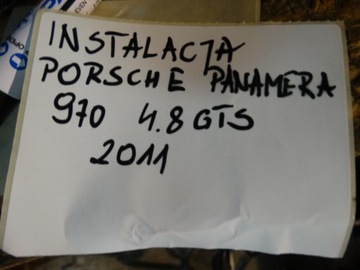 INSTALACJA
PORSCHE PANAMERA
970 4.8 GTS
2011